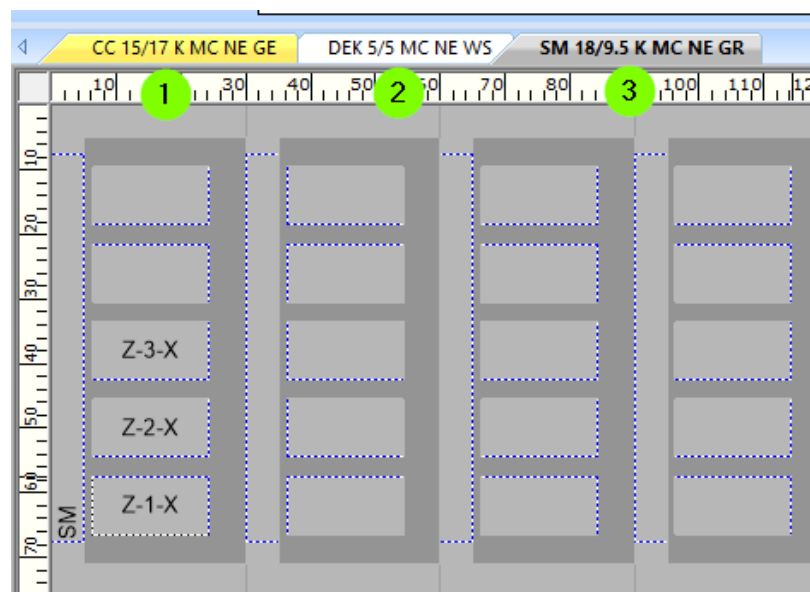 CC 15/17 K MC NE GE
DEK 5/5 MC NE WS
SM 18/9.5 K MC NE GR
10 1 30 40 50 2 60 70 80 3 100 110
10
20
30
40
50
60
70
Z-3-X
Z-2-X
Z-1-X
SM